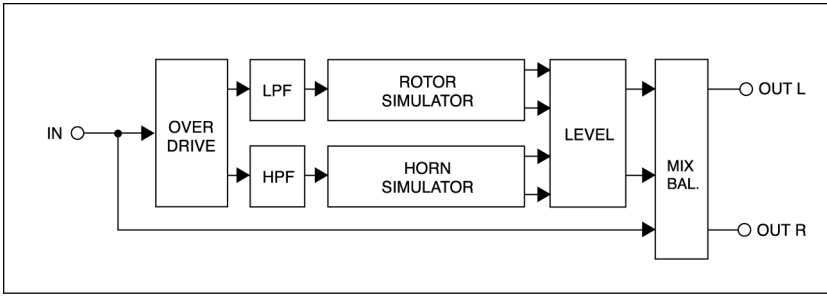 IN
OVER
DRIVE
LPF
HPF
ROTOR
SIMULATOR
HORN
SIMULATOR
LEVEL
MIX
BAL.
OUT L
OUT R